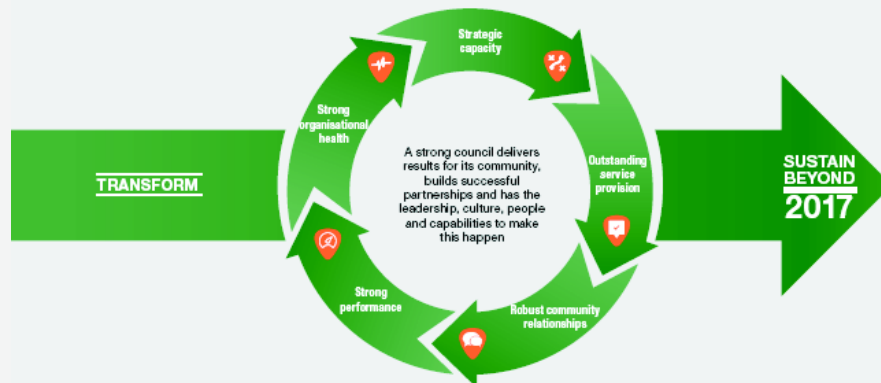 TRANSFORM
Strategic
capacity
Outstanding
service
provision
Robust community
relationships
Strong
performance
Strong
organisational
health
A strong council delivers
results for its community,
builds successful
partnerships and has the
leadership, culture, people
and capabilities to make
this happen
SUSTAIN
BEYOND
2017